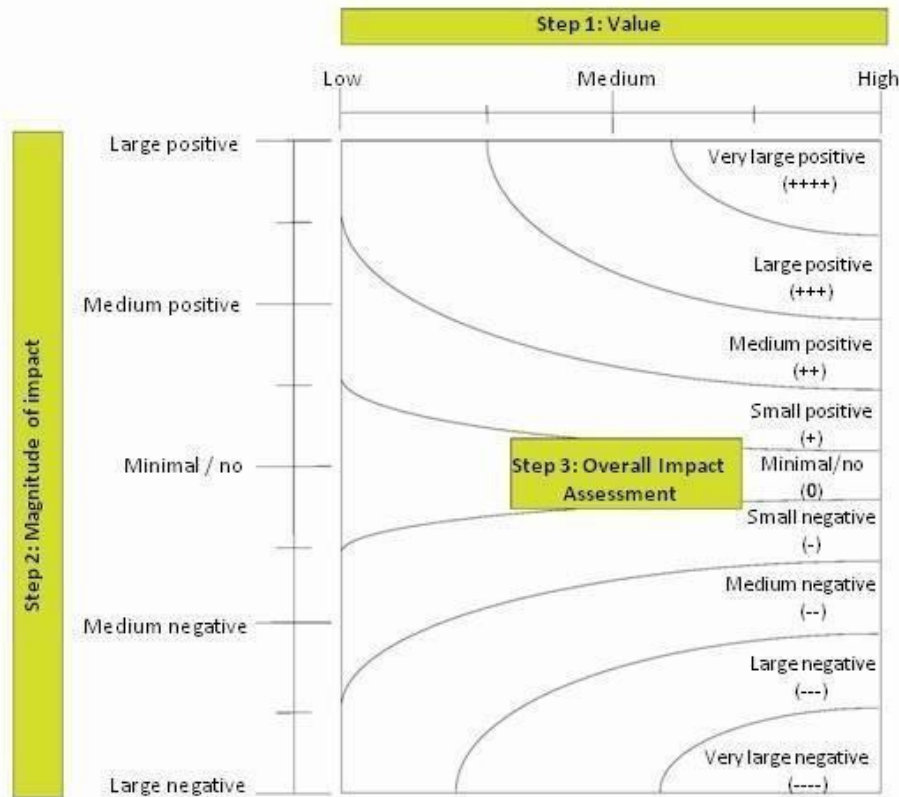 Step 1: Value
Low Medium High
Large positive
Very large positive
(++++)
Large positive
(+++)
Medium positive
Medium positive
(++)
Small positive
(+)
Minimal / no
Step 3: Overall Impact
Assessment
Minimal/no
(0)
Small negative
(-)
Medium negative
(--)
Medium negative
Large negative
(---)
Very large negative
(----)
Large negative
Step 2: Magnitude of impact